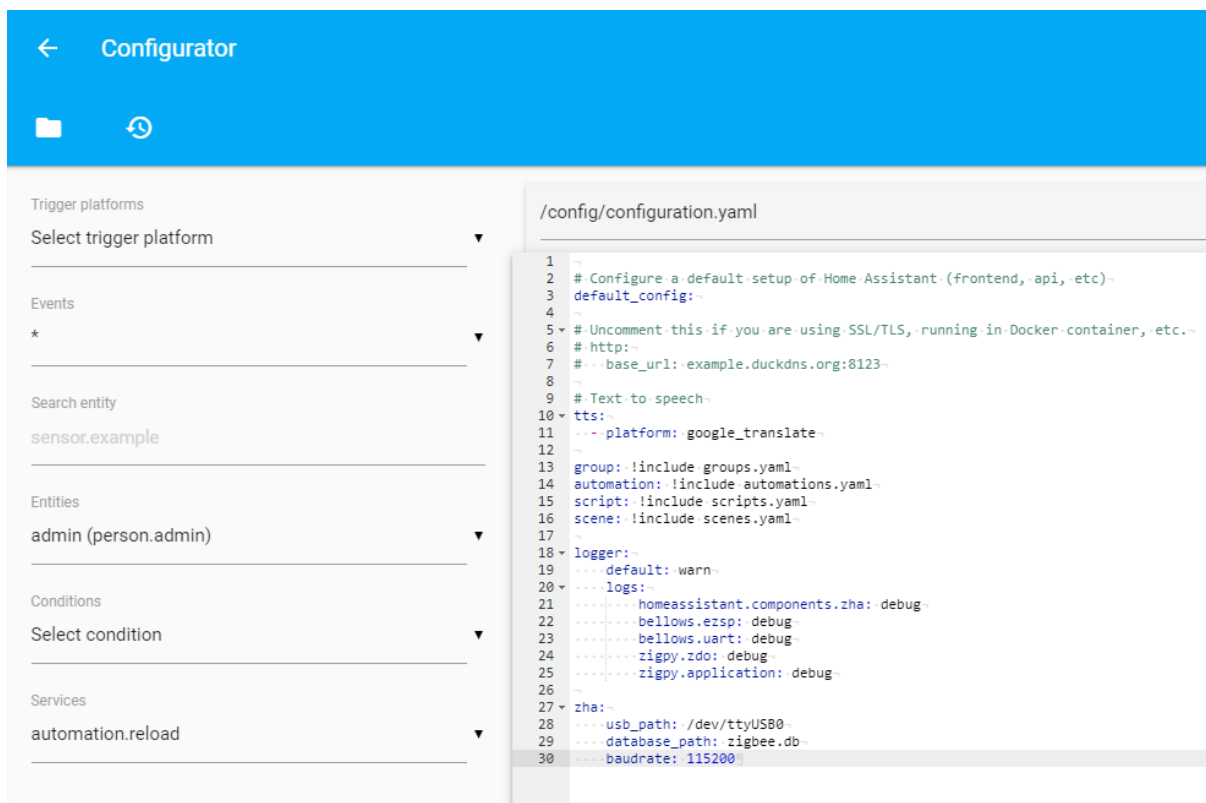 Configurator
Trigger platforms
Select trigger platform
Events
*
Search entity
sensor.example
Entities
admin (person.admin)
Conditions
Select condition
Services
automation.reload
/config/configuration.yaml
1
2 # Configure a default setup of Home Assistant (frontend, api, etc)
3 default_config:
4
5 # Uncomment this if you are using SSL/TLS, running in Docker container, etc.
6 # http:
7 #   base_url: example.duckdns.org:8123
8
9 # Text to speech
10 tts:
11   - platform: google_translate
12
13 group: !include groups.yaml
14 automation: !include automations.yaml
15 script: !include scripts.yaml
16 scene: !include scenes.yaml
17
18 logger:
19     default: warn
20     logs:
21         homeassistant.components.zha: debug
22         bellows.ezsp: debug
23         bellows.uart: debug
24         zigpy.zdo: debug
25         zigpy.application: debug
26
27 zha:
28     usb_path: /dev/ttyUSB0
29     database_path: zigbee.db
30     baudrate: 115200